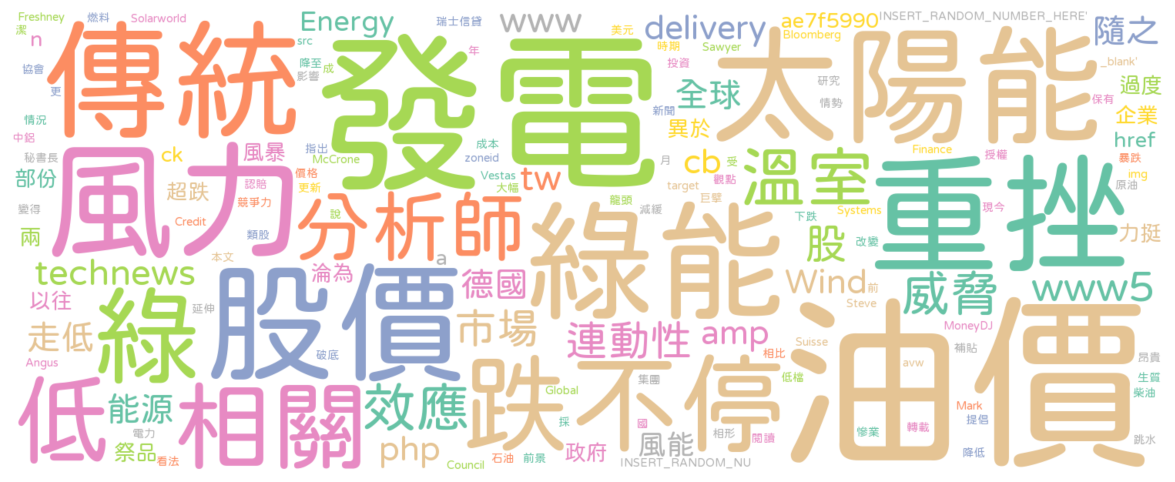 Freshney
Solarworld
Energy
www
瑞士信貸
美元
delivery
ae7f5990
INSERT_RANDOM_NUMBER_HERE'
潔
燃料
n
傳統
src
發電
時期
Sawyer
Bloomberg
太陽能
隨之
協會
降至
成
年
投資
_blank'
更
影響
全球
研究
過度
情況
新聞
異於
情勢
保有
企業
中鋁
指出
成本
月
Finance
授權
href
秘書長
ck
風暴
McCrone
zoneid
cb
受
暴跌
部份
風力
認賠
價格
Vestas
tw
觀點
溫室
重挫
img
超跌
更新
大幅
target
Systems
原油
變得
競爭力
龍頭
減緩
巨擘
現今
Credit
說
分析師
綠能
下跌
股
力挺
兩
類股
改變
本文
a
technews
淪為
德國
Wind
前
威脅
www5
以往
綠
延伸
股價
Steve
走低
市場
連動性
amp
MoneyDJ
破底
Suisse
補貼
昂貴
Angus
相比
avw
油價
低
相關
效應
跌不停
集團
低檔
生質
能源
Global
柴油
Mark
電力
php
採
國
相形
閱讀
慘業
轉載
提倡
祭品
風能
跳水
看法
Council
石油
前景
政府
INSERT_RANDOM_NU
降低